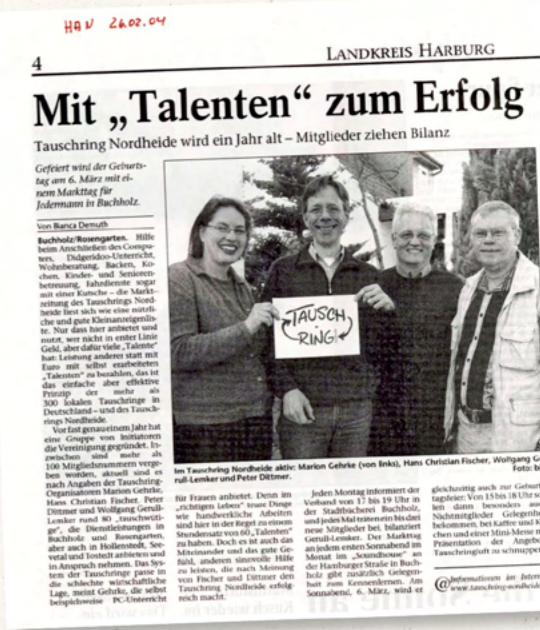 HAN 26.02.04
4
LANDKREIS HARBURG
Mit „Talenten“ zum Erfolg
Tauschring Nordheide wird ein Jahr alt – Mitglieder ziehen Bilanz
Gefeiert wird der Geburts-
tag am 6. März mit ei-
nem Markttag für
Jedermann in Buchholz.
Von Bianca Demuth
Buchholz/Rosengarten. Hilfe
beim Anschließen des Compu-
ters, Didgeridoo-Unterricht,
Wohnberatung, Backen, Ko-
chen, Kinder- und Senioren-
betreuung, Fahrdienste sogar
mit einer Kutsche – die Markt-
zeitung des Tauschrings Nord-
heide liest sich wie eine nützli-
che und gute Kleinanzeigenlis-
te. Nur dass hier anbietet und
nutzt, wer nicht in erster Linie
Geld, aber dafür viele „Talente“
hat: Leistung anderer statt mit
Euro mit selbst erarbeiteten
„Talenten“ zu bezahlen, das ist
das einfache aber effektive
Prinzip der mehr als
300 lokalen Tauschringe in
Deutschland – und des Tausch-
rings Nordheide.
Vor fast genau einem Jahr hat
eine Gruppe von Initiatoren
die Vereinigung gegründet. In-
zwischen sind mehr als
100 Mitgliedsnummern verge-
ben worden, aktuell sind es
nach Angaben der Tauschring-
Organisatoren Marion Gehrke,
Hans Christian Fischer, Peter
Dittmer und Wolfgang Gerull-
Lemker rund 80 „tauschwüti-
ge“, die Dienstleistungen in
Buchholz und Rosengarten,
aber auch in Hollenstedt, See-
vetal und Tostedt anbieten und
in Anspruch nehmen. Das Sys-
tem der Tauschringe passe in
die schlechte wirtschaftliche
Lage, meint Gehrke, die selbst
beispielsweise PC-Unterricht
TAUSCH
RING
Im Tauschring Nordheide aktiv: Marion Gehrke (von links), Hans Christian Fischer, Wolfgang Ge
rull-Lemker und Peter Dittmer.
Foto: bi
für Frauen anbietet. Denn im
„richtigen Leben“ teure Dinge
wie handwerkliche Arbeiten
sind hier in der Regel zu einem
Stundensatz von 60 „Talenten“
zu haben. Doch es ist auch das
Miteinander und das gute Ge-
fühl, anderen sinnvolle Hilfe
zu leisten, die nach Meinung
von Fischer und Dittmer den
Tauschring Nordheide erfolg-
reich macht.
Jeden Montag informiert der
Verband von 17 bis 19 Uhr in
der Stadtbücherei Buchholz,
und jedes Mal träten ein bis drei
neue Mitglieder bei, bilanziert
Gerull-Lemker. Der Markttag
an jedem ersten Sonnabend im
Monat im „Soundhouse“ an
der Hamburger Straße in Buch-
holz gibt zusätzlich Gelegen-
heit zum Kennenlernen. Am
Sonnabend, 6. März, wird er
gleichzeitig auch zur Geburts
tagsfeier: Von 15 bis 18 Uhr so
len dann besonders auc
Nichtmitglieder Gelegenhe
bekommen, bei Kaffee und K
chen und einer Mini-Messe m
Präsentation der Angebo
Tauschringluft zu schnuppe
@ Informationen im Intern
www.tauschring-nordheide